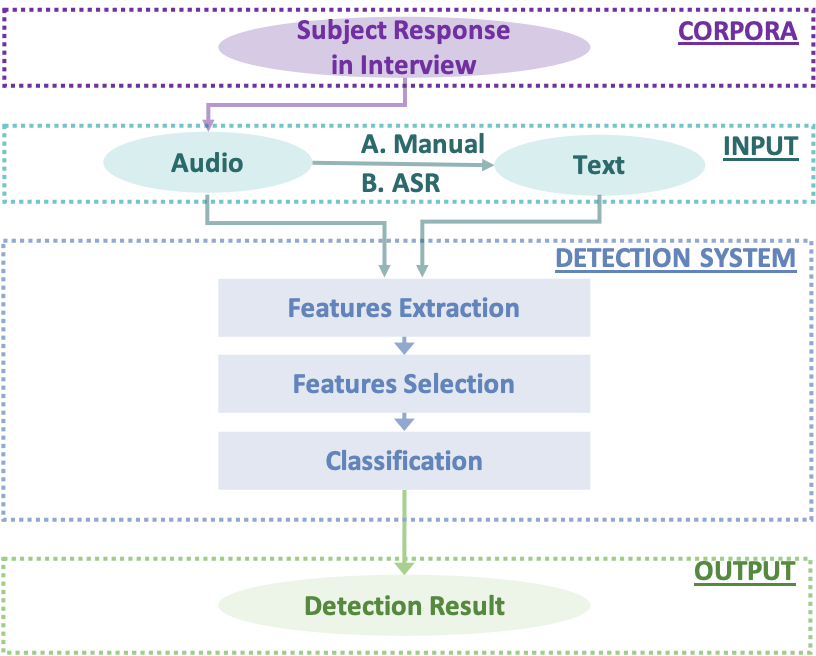 CORPORA
Subject Response
in Interview
INPUT
Audio
A. Manual
B. ASR
Text
DETECTION SYSTEM
Features Extraction
Features Selection
Classification
OUTPUT
Detection Result